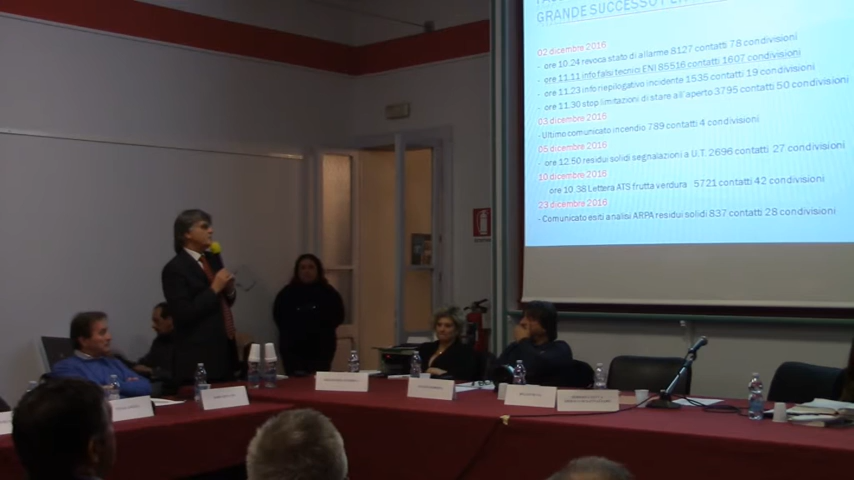 GRANDE SUCCESSO
02 dicembre 2016
- ore 10.24 revoca stato di allarme 8127 contatti 78 condivisioni
- ore 11.11 info falsi tecnici ENI 85516 contatti 1607 condivisioni
- ore 11.23 info riepilogativo incidente 1535 contatti 19 condivisioni
- ore 11.30 stop limitazioni di stare all'aperto 3795 contatti 50 condivisioni
03 dicembre 2016
- Ultimo comunicato incendio 789 contatti 4 condivisioni
05 dicembre 2016
- ore 12.50 residui solidi segnalazioni a U.T. 2696 contatti 27 condivisioni
10 dicembre 2016
ore 10.38 Lettera ATS frutta verdura 5721 contatti 42 condivisioni
23 dicembre 2016
- Comunicato esiti analisi ARPA residui solidi 837 contatti 28 condivisioni